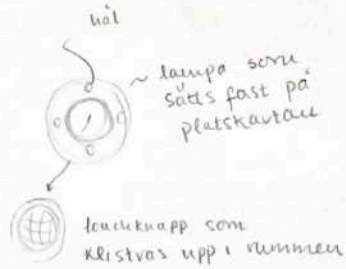 hål
~ lampa som
sätts fast på
platskartan
touchknapp som
klistras upp i rummen